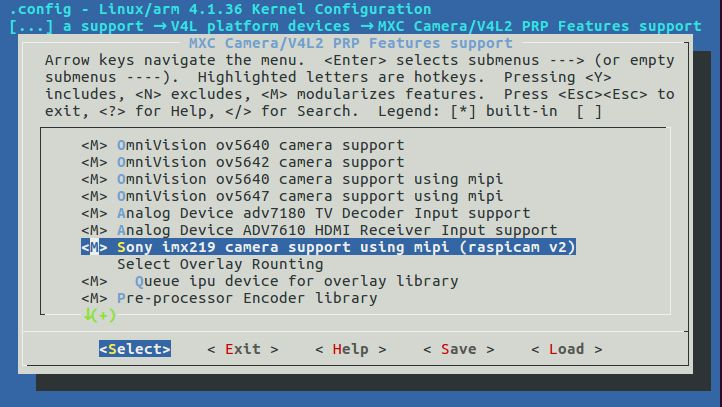 .config - Linux/arm 4.1.36 Kernel Configuration
[...] a support →V4L platform devices →MXC Camera/V4L2 PRP Features support
MXC Camera/V4L2 PRP Features support
Arrow keys navigate the menu. <Enter> selects submenus ---> (or empty
submenus ----). Highlighted letters are hotkeys. Pressing <Y>
includes, <N> excludes, <M> modularizes features. Press <Esc><Esc> to
exit, <?> for Help, </> for Search. Legend: [*] built-in [ ]
<M> OmniVision ov5640 camera support
<M> OmniVision ov5642 camera support
<M> OmniVision ov5640 camera support using mipi
<M> OmniVision ov5647 camera support using mipi
<M> Analog Device adv7180 TV Decoder Input support
<M> Analog Device ADV7610 HDMI Receiver Input support
<M> Sony imx219 camera support using mipi (raspicam v2)
Select Overlay Rounting
<M> Queue ipu device for overlay library
<M> Pre-processor Encoder library
↓(+)
<Select> < Exit > < Help > < Save > < Load >